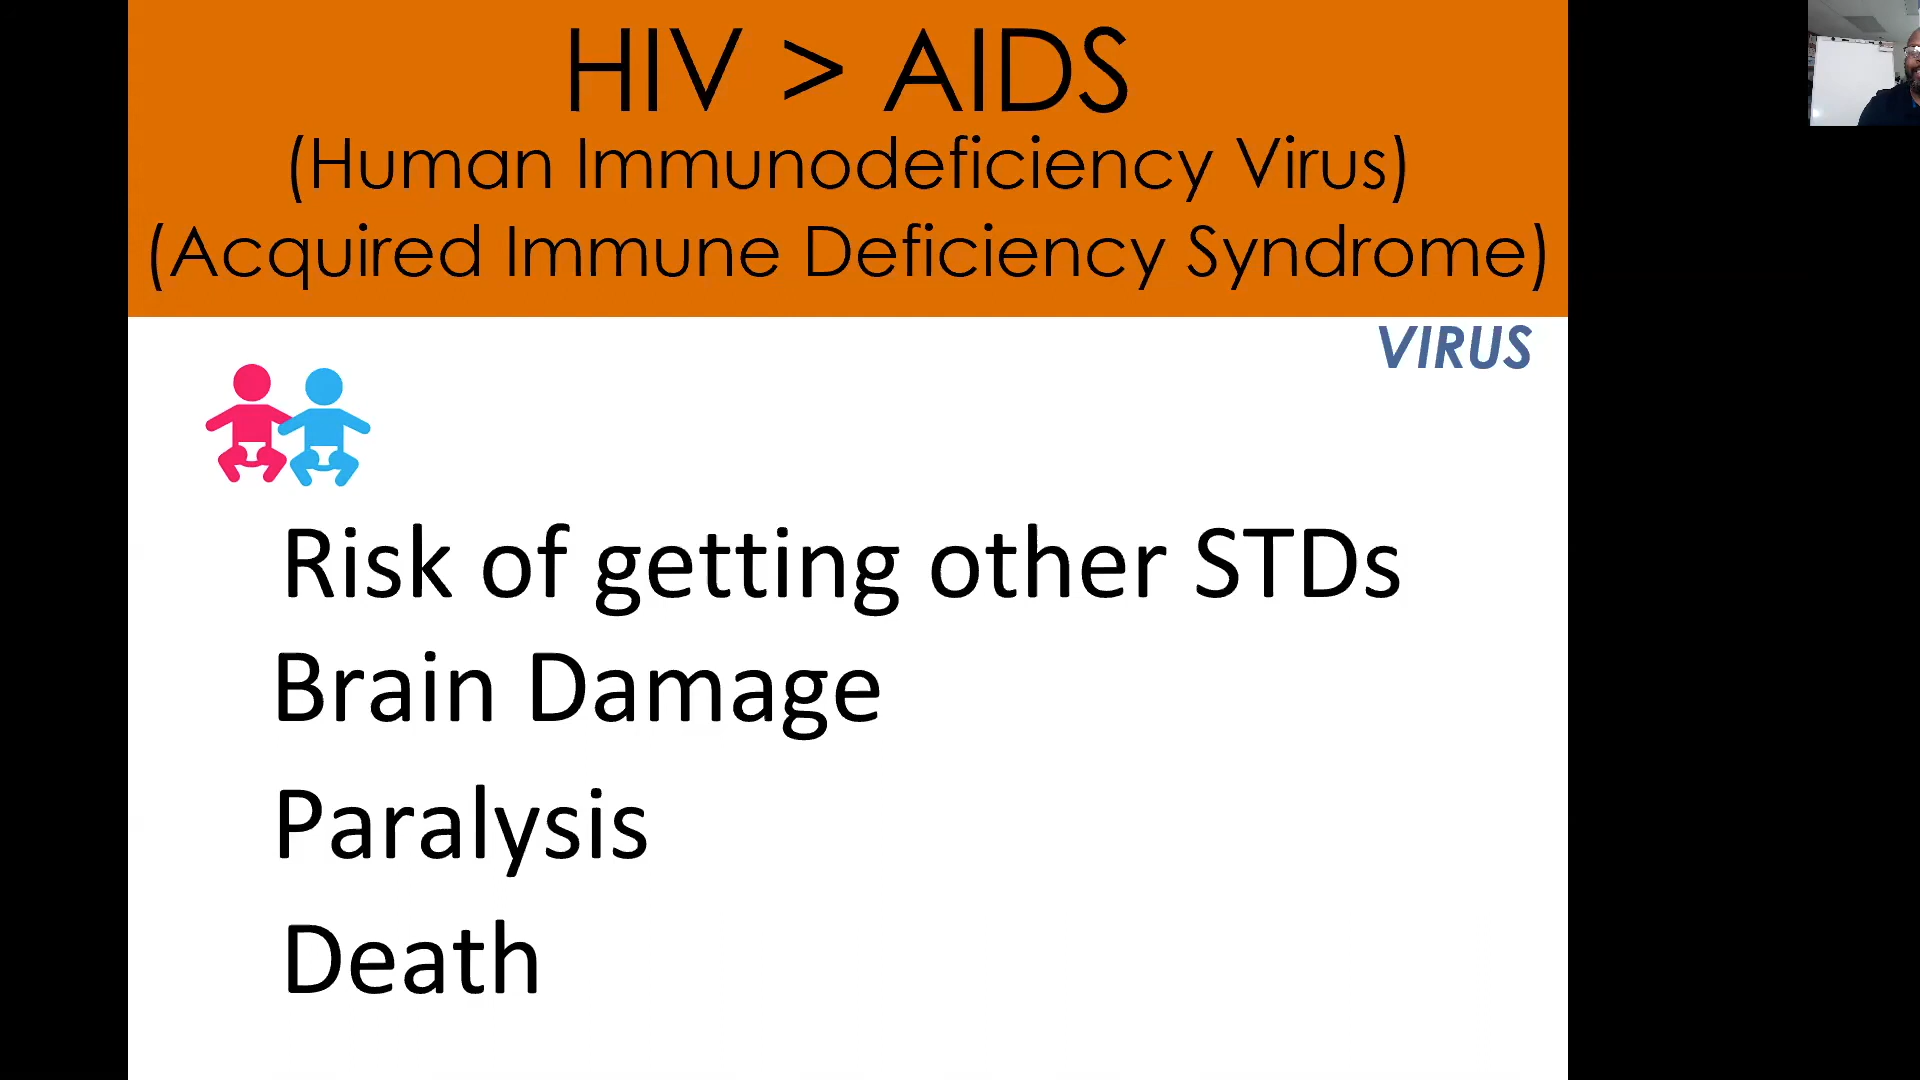 HIV > AIDS
(Human Immunodeficiency Virus)
(Acquired Immune Deficiency Syndrome)
VIRUS
Risk of getting other STDs
Brain Damage
Paralysis
Death